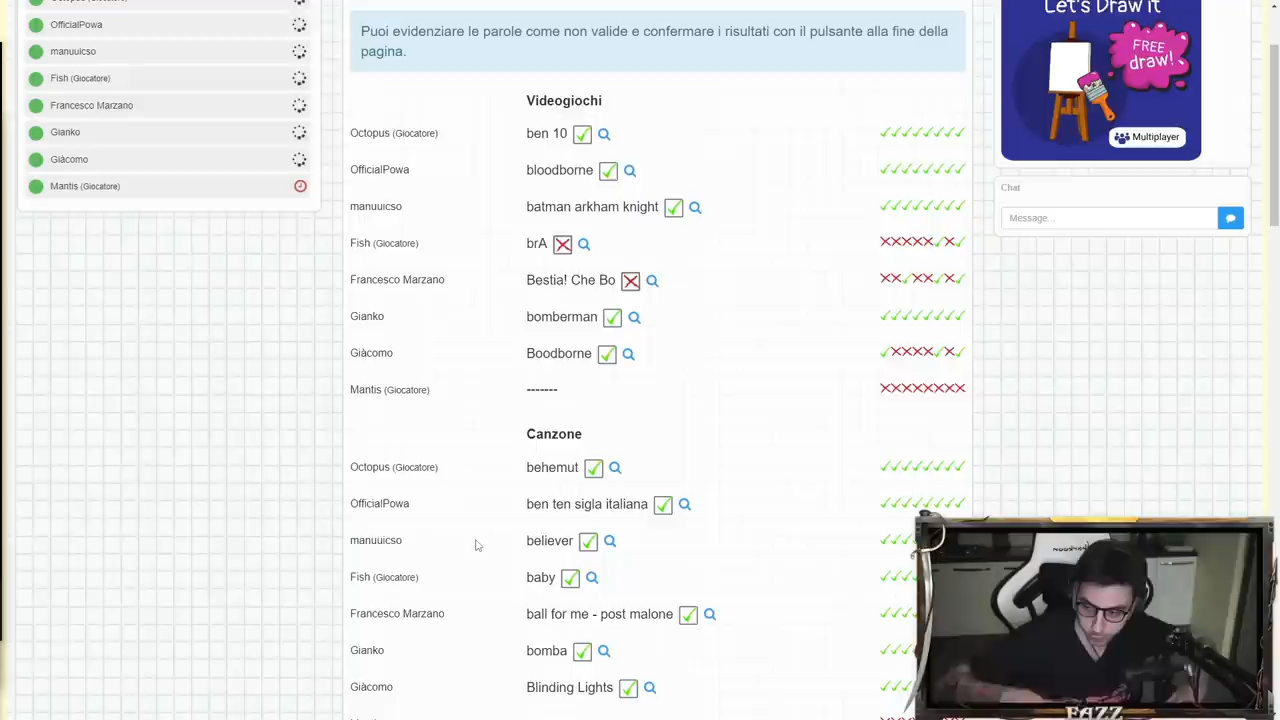 OfficialPowa
manuuicso
Fish (Giocatore)
Francesco Marzano
Gianko
Giàcomo
Mantis (Giocatore)
Puoi evidenziare le parole come non valide e confermare i risultati con il pulsante alla fine della
pagina.
Videogiochi
Octopus (Giocatore) ben 10
OfficialPowa bloodborne
manuuicso batman arkham knight
Fish (Giocatore) brA
Francesco Marzano Bestia! Che Bo
Gianko bomberman
Giàcomo Boodborne
Mantis (Giocatore) -------
Canzone
Octopus (Giocatore) behemut
OfficialPowa ben ten sigla italiana
manuuicso believer
Fish (Giocatore) baby
Francesco Marzano ball for me - post malone
Gianko bomba
Giàcomo Blinding Lights
Let's Draw it
FREE
draw!
Multiplayer
Chat
Message...
FAZZ